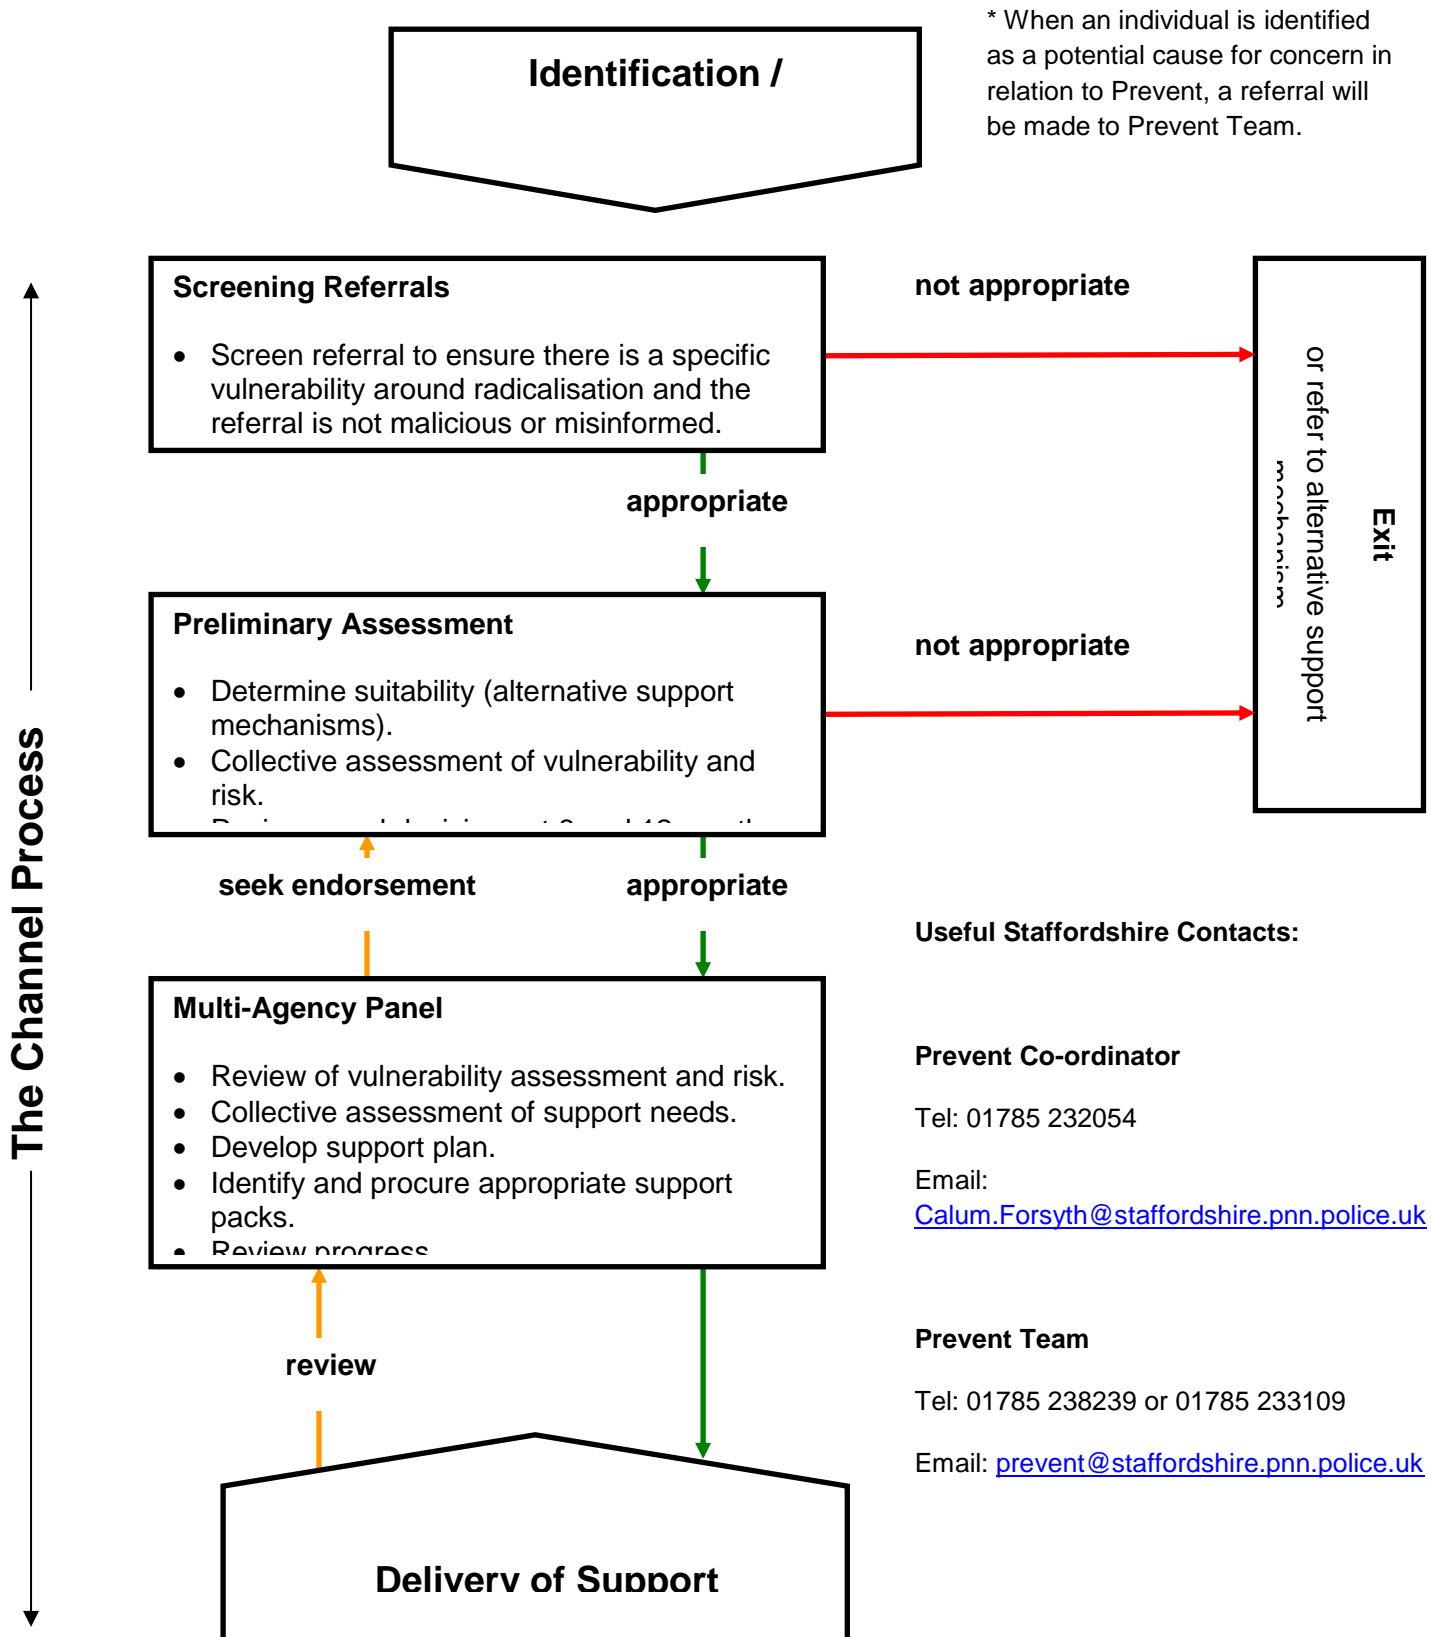 * When an individual is identified
as a potential cause for concern in
relation to Prevent, a referral will
be made to Prevent Team.
Identification /
The Channel Process
Screening Referrals
• Screen referral to ensure there is a specific
vulnerability around radicalisation and the
referral is not malicious or misinformed.
not appropriate
Exit
or refer to alternative support
mechanism
appropriate
Preliminary Assessment
• Determine suitability (alternative support
mechanisms).
• Collective assessment of vulnerability and
risk.
not appropriate
seek endorsement
appropriate
Multi-Agency Panel
• Review of vulnerability assessment and risk.
• Collective assessment of support needs.
• Develop support plan.
• Identify and procure appropriate support
packs.
• Review progress
review
Delivery of Support
Useful Staffordshire Contacts:
Prevent Co-ordinator
Tel: 01785 232054
Email:
Calum.Forsyth@staffordshire.pnn.police.uk
Prevent Team
Tel: 01785 238239 or 01785 233109
Email: prevent@staffordshire.pnn.police.uk